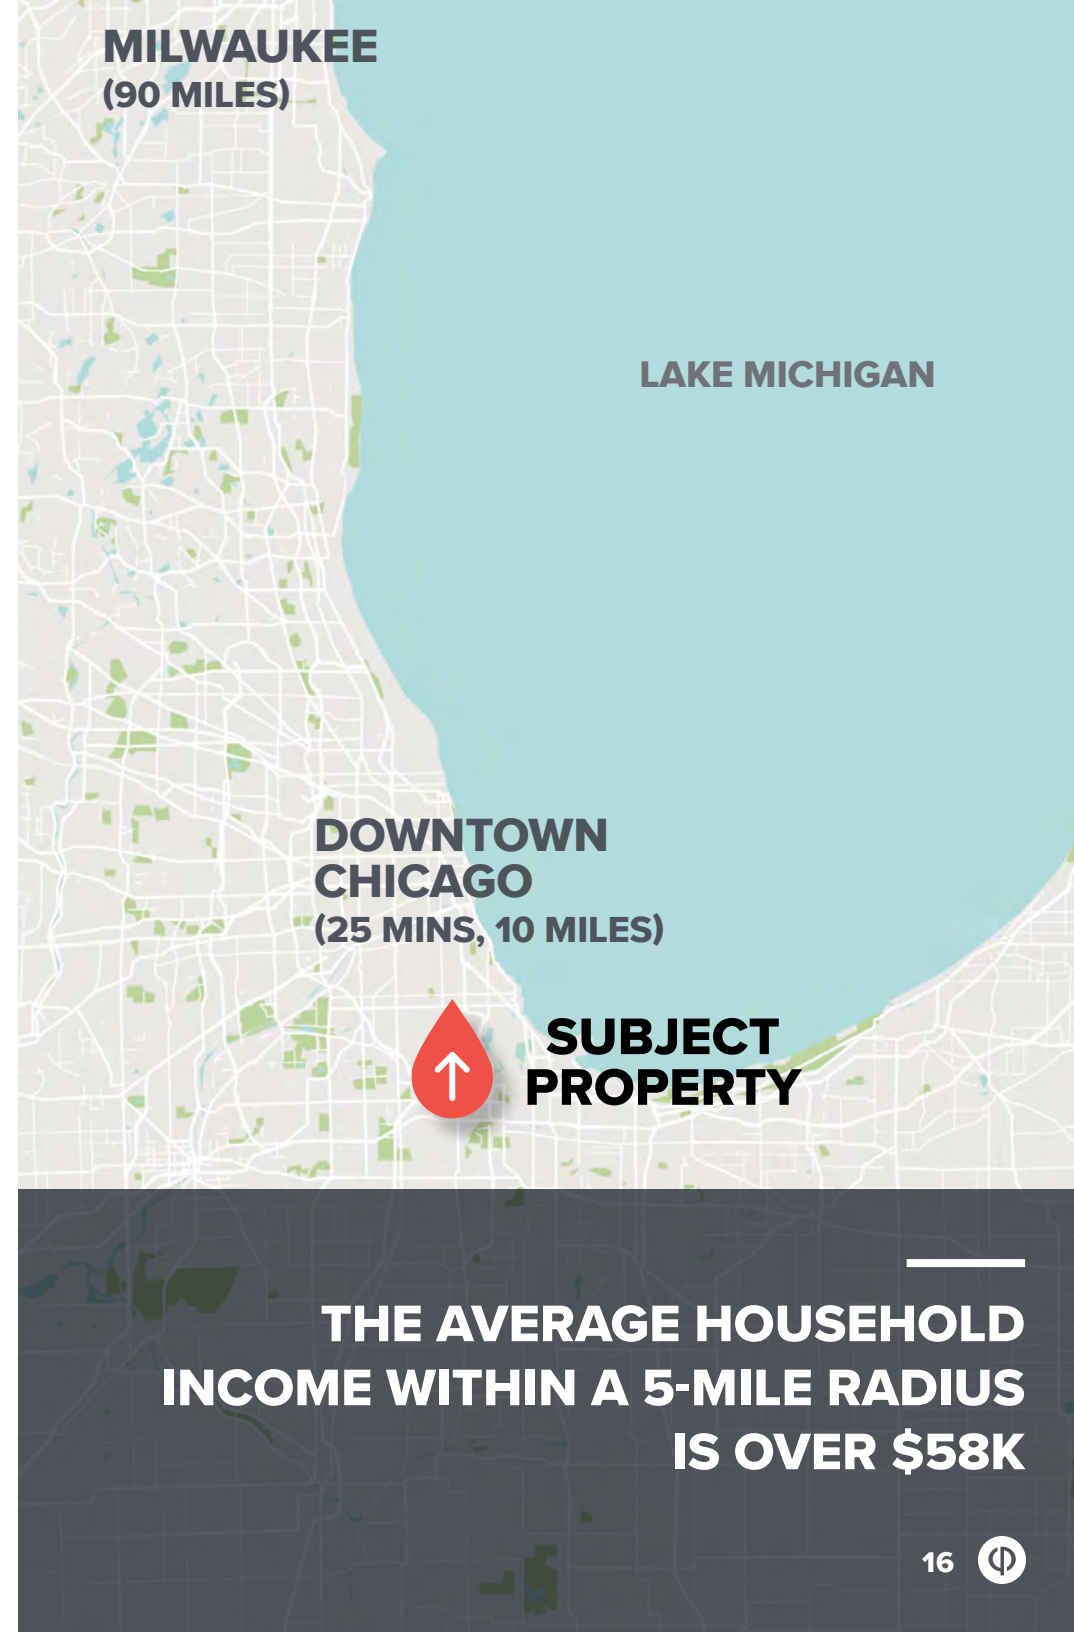 MILWAUKEE
(90 MILES)
LAKE MICHIGAN
DOWNTOWN
CHICAGO
(25 MINS, 10 MILES)
SUBJECT
PROPERTY
THE AVERAGE HOUSEHOLD
INCOME WITHIN A 5-MILE RADIUS
IS OVER $58K
16